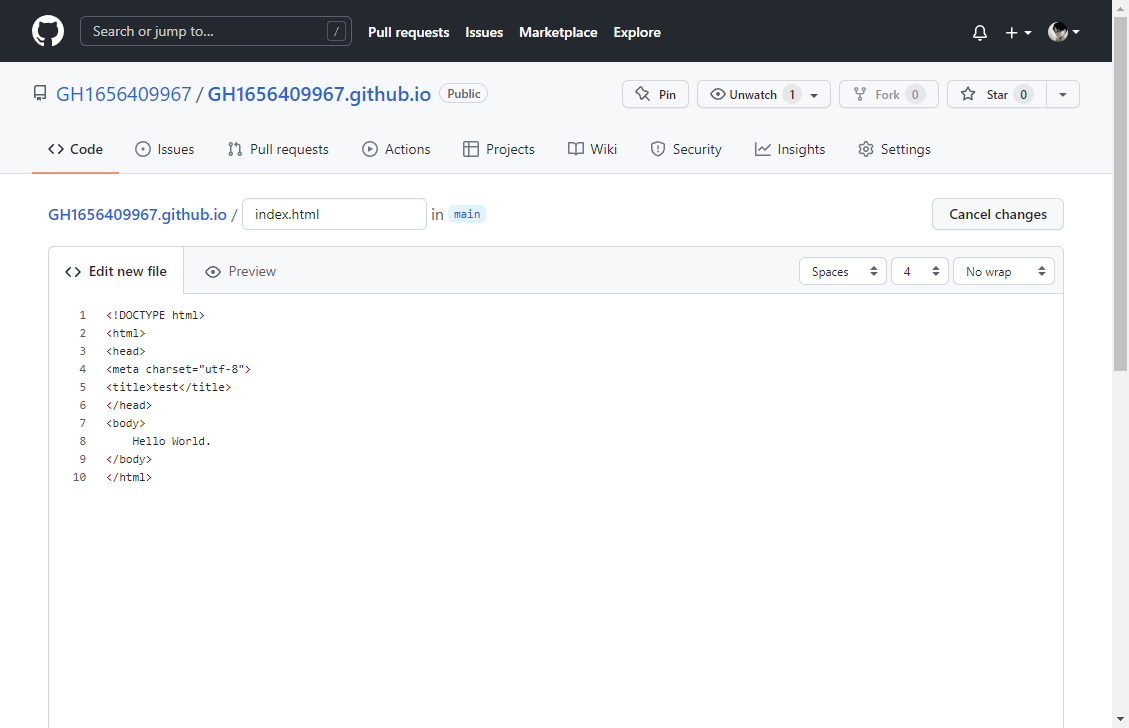 Search or jump to... /
Pull requests Issues Marketplace Explore
GH1656409967 / GH1656409967.github.io Public
Pin Unwatch 1 Fork 0 Star 0
Code Issues Pull requests Actions Projects Wiki Security Insights Settings
GH1656409967.github.io / index.html in main Cancel changes
Edit new file Preview Spaces 4 No wrap
1 <!DOCTYPE html>
2 <html>
3 <head>
4 <meta charset="utf-8">
5 <title>test</title>
6 </head>
7 <body>
8     Hello World.
9 </body>
10 </html>